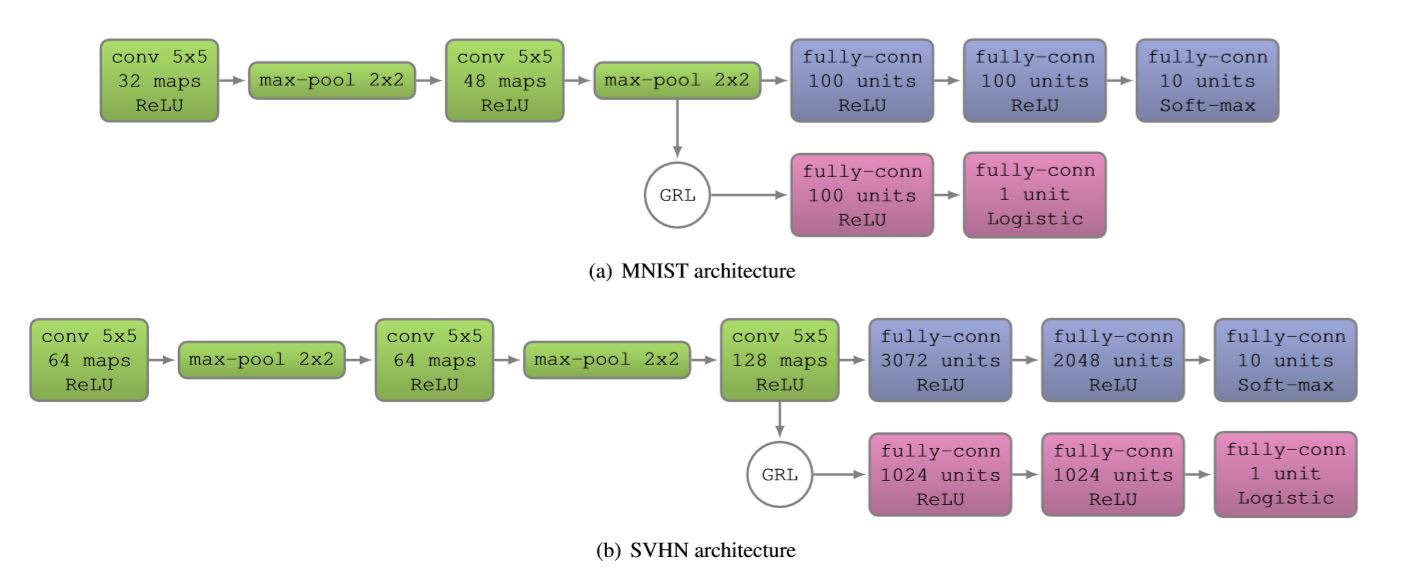 conv 5x5
32 maps
ReLU
max-pool 2x2
conv 5x5
48 maps
ReLU
max-pool 2x2
fully-conn
100 units
ReLU
fully-conn
100 units
ReLU
fully-conn
10 units
Soft-max
GRL
fully-conn
100 units
ReLU
fully-conn
1 unit
Logistic
(a) MNIST architecture
conv 5x5
64 maps
ReLU
max-pool 2x2
conv 5x5
64 maps
ReLU
max-pool 2x2
conv 5x5
128 maps
ReLU
fully-conn
3072 units
ReLU
fully-conn
2048 units
ReLU
fully-conn
10 units
Soft-max
GRL
fully-conn
1024 units
ReLU
fully-conn
1024 units
ReLU
fully-conn
1 unit
Logistic
(b) SVHN architecture